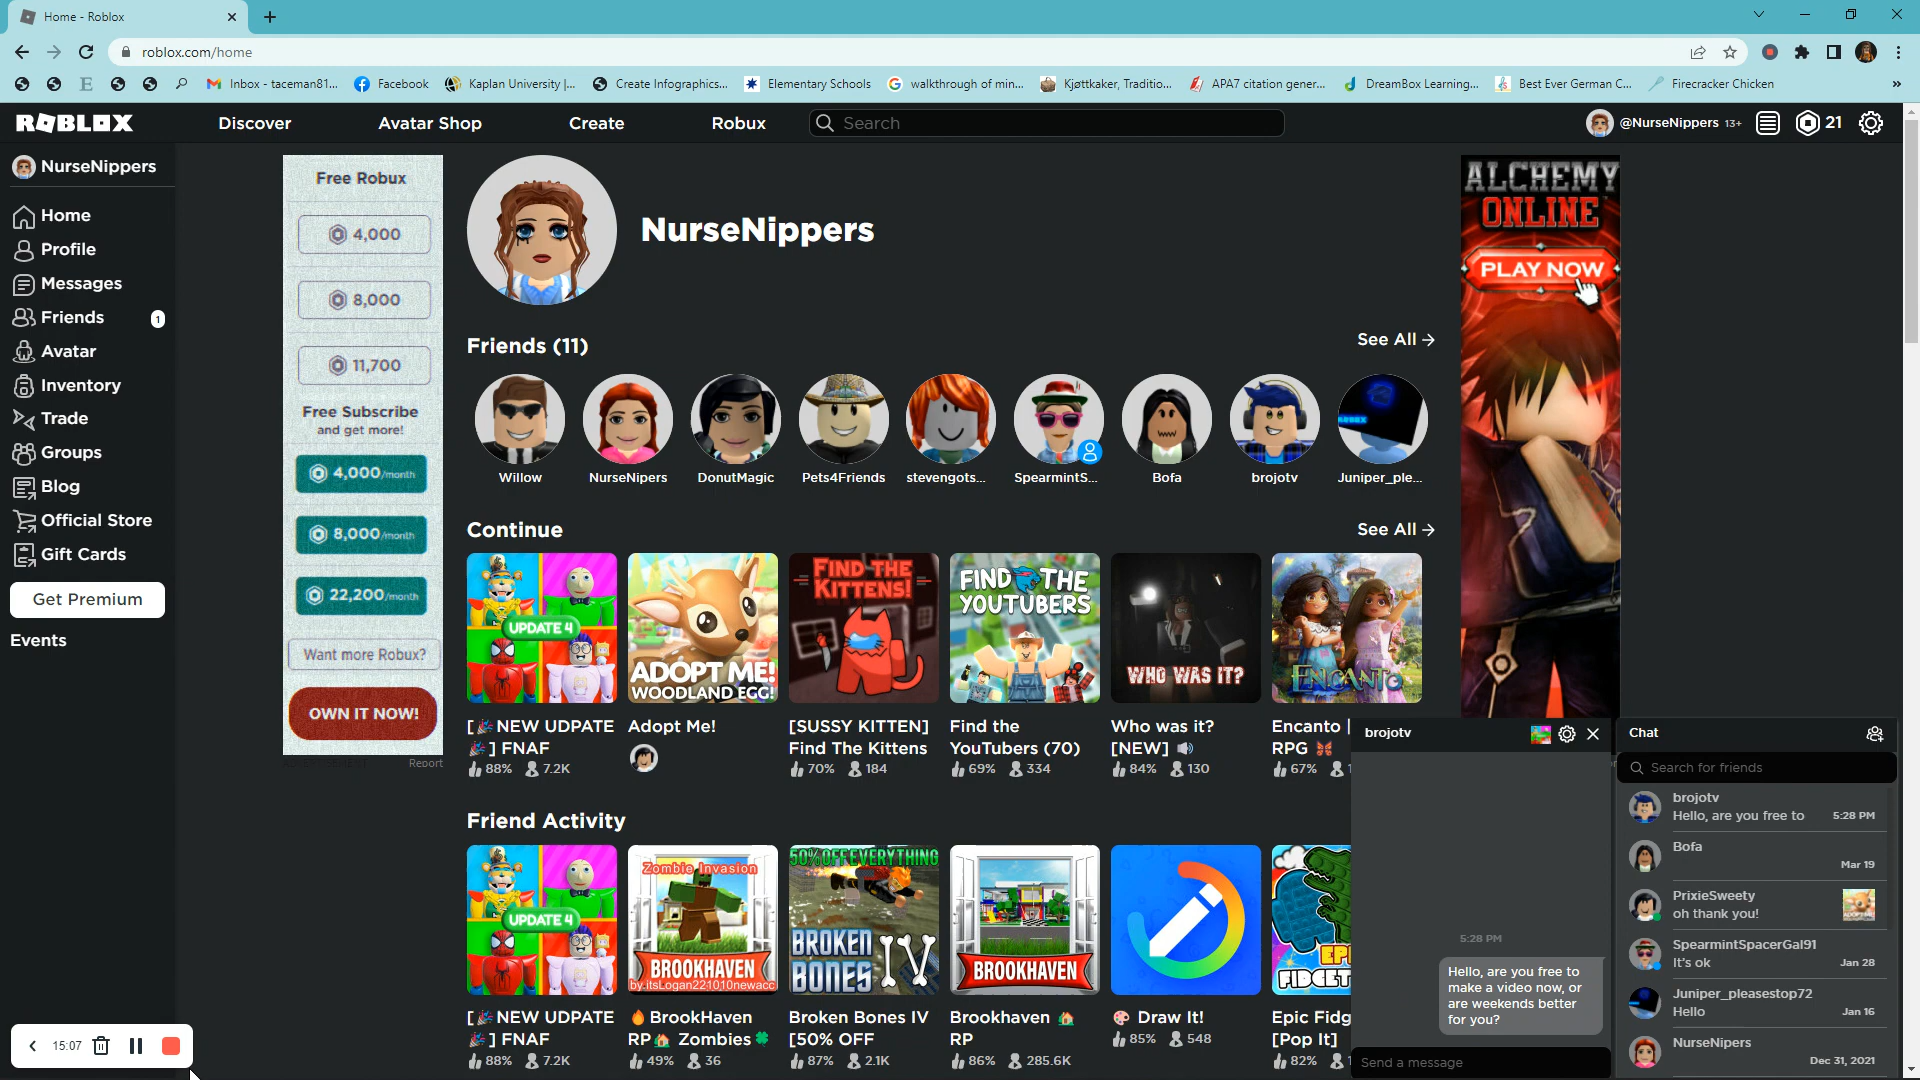 Home - Roblox
roblox.com/home
Inbox - taceman81...
Facebook
Kaplan University |...
Create Infographics...
Elementary Schools
walkthrough of min...
Kjøttkaker, Traditio...
APA7 citation gener...
DreamBox Learning...
Best Ever German C...
Firecracker Chicken
ROBLOX
Discover
Avatar Shop
Create
Robux
Search
@NurseNippers 13+
21
NurseNippers
Home
Profile
Messages
Friends
1
Avatar
Inventory
Trade
Groups
Blog
Official Store
Gift Cards
Get Premium
Events
Free Robux
4,000
8,000
11,700
Free Subscribe
and get more!
4,000/month
8,000/month
22,200/month
Want more Robux?
OWN IT NOW!
ADVERTISEMENT
Report
NurseNippers
Friends (11)
See All
Willow
NurseNipers
DonutMagic
Pets4Friends
stevengots...
SpearmintS...
Bofa
brojotv
Juniper_ple...
Continue
See All
UPDATE 4
ADOPT ME!
WOODLAND EGG!
FIND THE
KITTENS!
FIND THE
YOUTUBERS
WHO WAS IT?
ENCANTO
[🎉NEW UDPATE
🎉] FNAF
88% 7.2K
Adopt Me!
[SUSSY KITTEN]
Find The Kittens
70% 184
Find the
YouTubers (70)
69% 334
Who was it?
[NEW] 🔊
84% 130
Encanto |
RPG 🦋
67%
Friend Activity
UPDATE 4
Zombie Invasion
BROOKHAVEN
by.itsLogan221010newacc
50%OFFEVERYTHING
BROKEN
BONES IV
BROOKHAVEN
FIDGET
[🎉NEW UDPATE
🎉] FNAF
88% 7.2K
🔥BrookHaven
RP🏠 Zombies🍀
49% 36
Broken Bones IV
[50% OFF
87% 2.1K
Brookhaven 🏠
RP
86% 285.6K
🎨 Draw It!
85% 548
Epic Fidg
[Pop It]
82%
ALCHEMY
ONLINE
PLAY NOW
brojotv
5:28 PM
Hello, are you free to
make a video now, or
are weekends better
for you?
Send a message
Chat
Search for friends
brojotv
Hello, are you free to 5:28 PM
Bofa
Mar 19
PrixieSweety
oh thank you!
SpearmintSpacerGal91
It's ok Jan 28
Juniper_pleasestop72
Hello Jan 16
NurseNipers
Dec 31, 2021
15:07